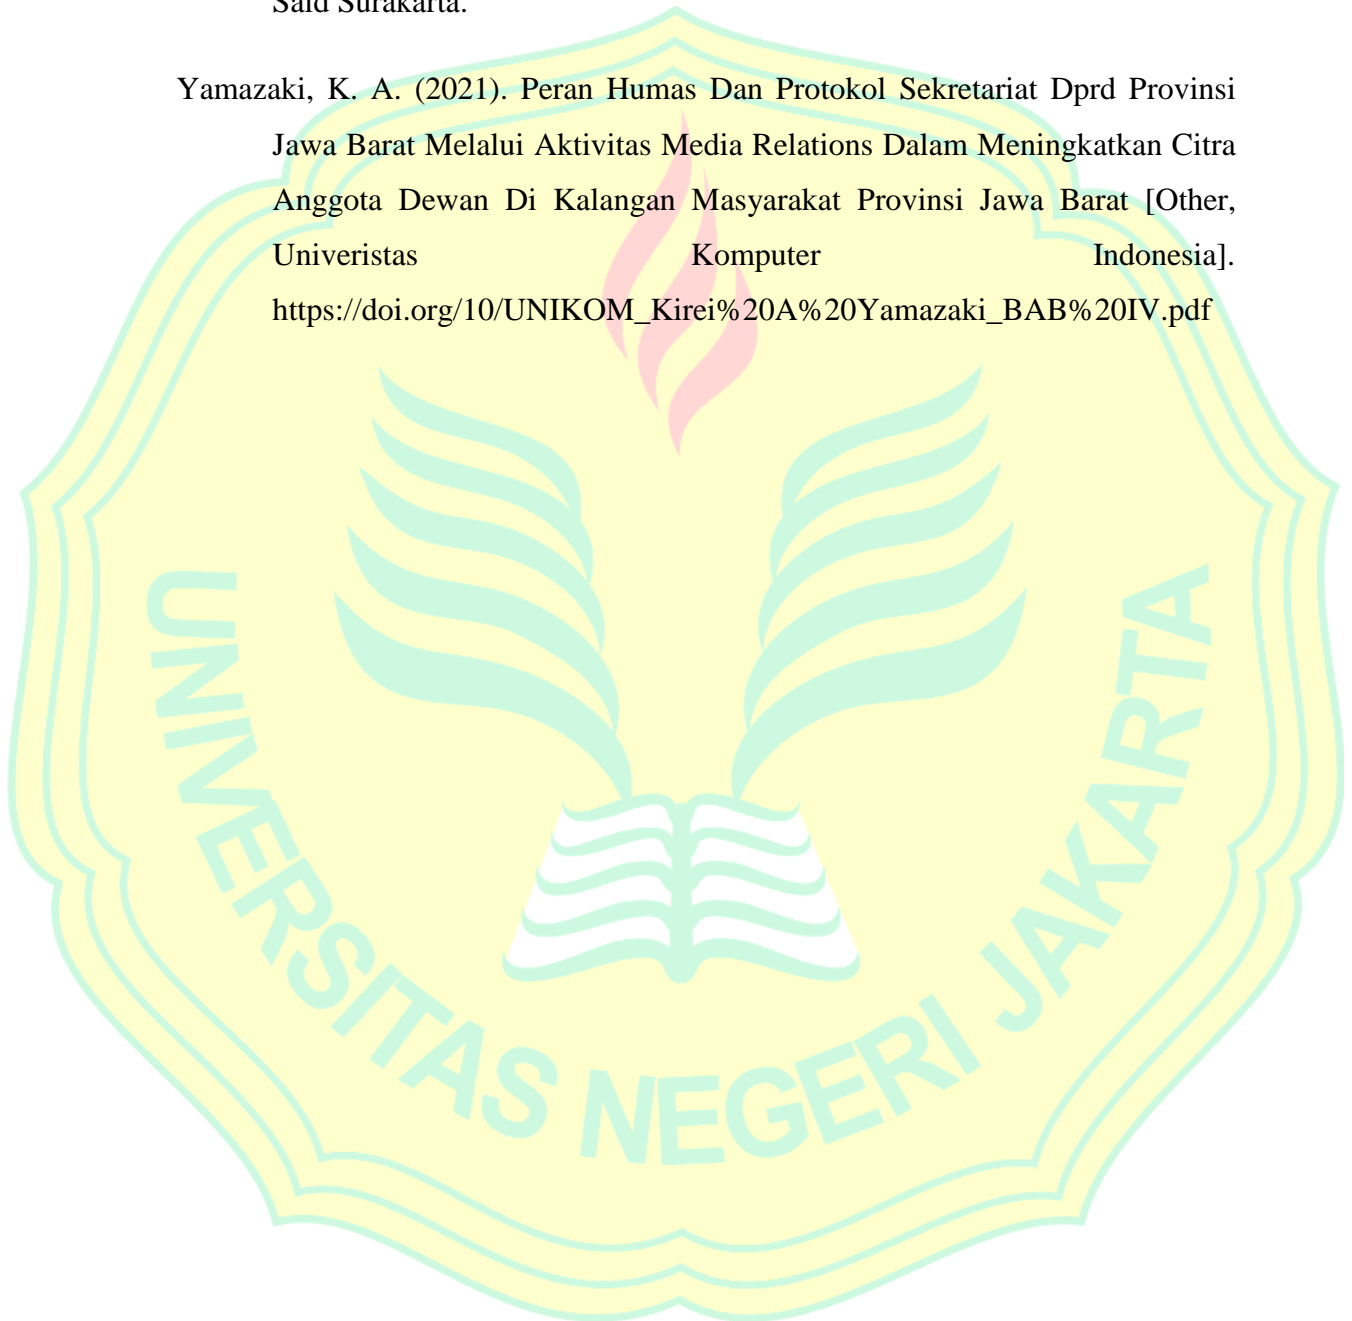 Said Surakarta.
Yamazaki, K. A. (2021). Peran Humas Dan Protokol Sekretariat Dprd Provinsi
Jawa Barat Melalui Aktivitas Media Relations Dalam Meningkatkan Citra
Anggota Dewan Di Kalangan Masyarakat Provinsi Jawa Barat [Other,
Univeristas Komputer Indonesia].
https://doi.org/10/UNIKOM_Kirei%20A%20Yamazaki_BAB%20IV.pdf
UNIVERSITAS NEGERI JAKARTA